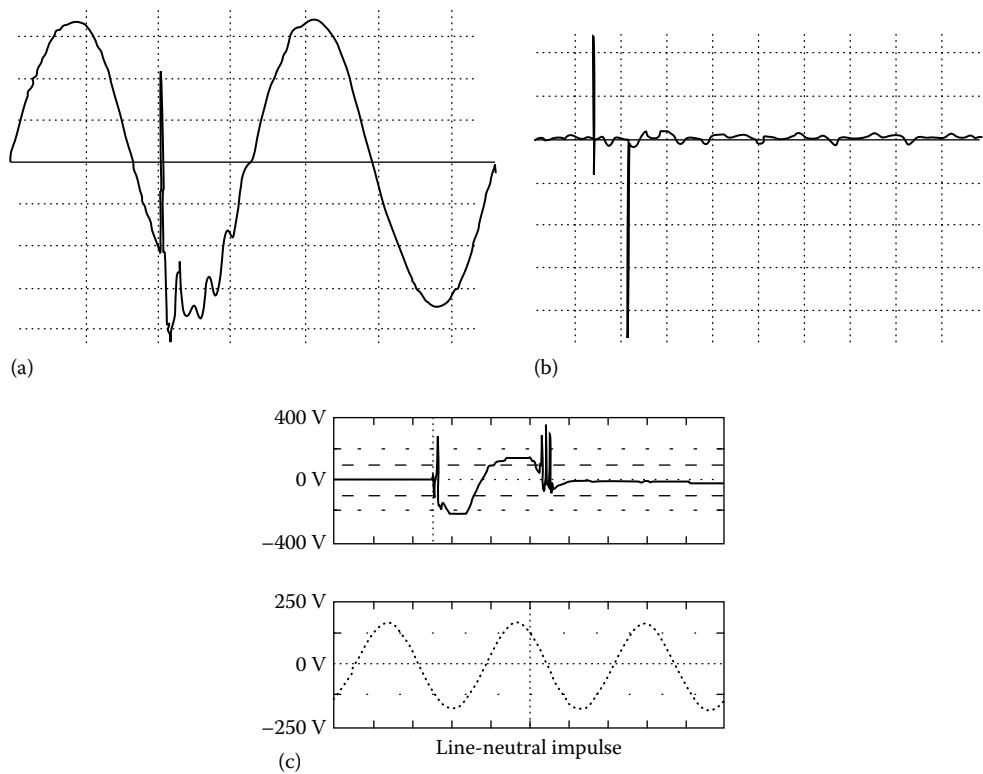 (a)
(b)
400 V
0 V
–400 V
250 V
0 V
–250 V
Line-neutral impulse
(c)